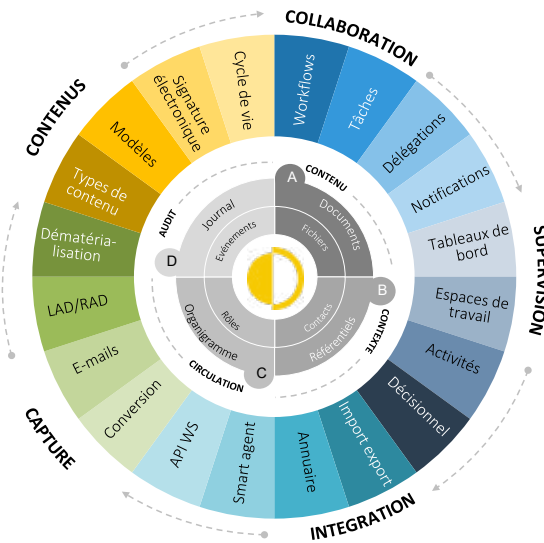 COLLABORATION
Workflows
Tâches
Délégations
Notifications
SUPERVISION
Tableaux de
bord
Espaces de
travail
Activités
Décisionnel
INTEGRATION
Import export
Annuaire
Smart agent
API WS
CAPTURE
Conversion
E-mails
LAD/RAD
Dématéria-
lisation
CONTENUS
Types de
contenu
Modèles
Signature
électronique
Cycle de vie
A
CONTENU
Documents
Fichiers
B
CONTEXTE
Référentiels
Contacts
C
CIRCULATION
Organigramme
Rôles
D
AUDIT
Journal
Evénements